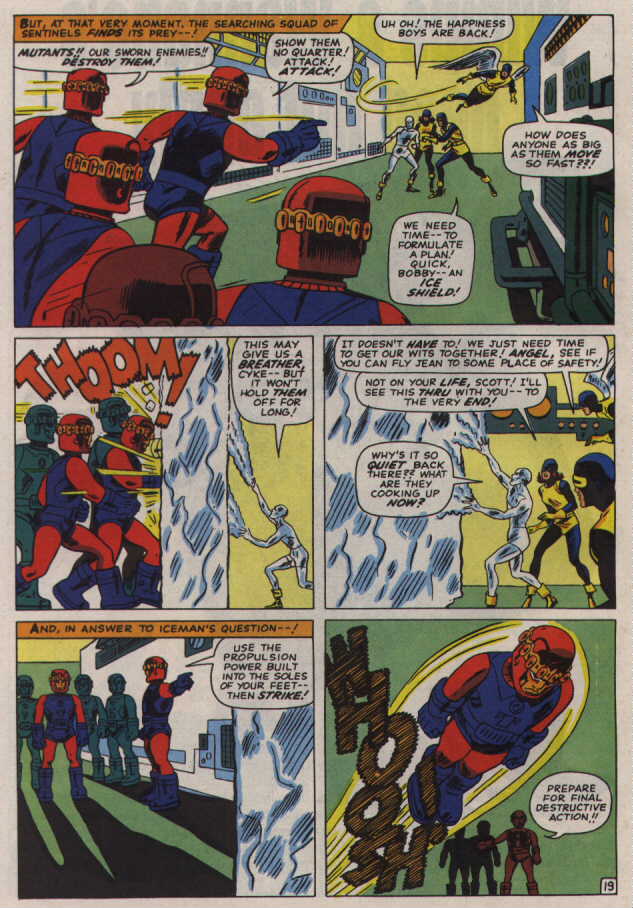 BUT, AT THAT VERY MOMENT, THE SEARCHING SQUAD OF
SENTINELS FINDS ITS PREY--!
MUTANTS!! OUR SWORN ENEMIES!!
DESTROY THEM!
SHOW THEM
NO QUARTER!
ATTACK!
ATTACK!
UH OH! THE HAPPINESS
BOYS ARE BACK!
HOW DOES
ANYONE AS BIG
AS THEM MOVE
SO FAST??!
WE NEED
TIME-- TO
FORMULATE
A PLAN!
QUICK,
BOBBY-- AN
ICE
SHIELD!
THOOM!
THIS MAY
GIVE US A
BREATHER,
CYKE-- BUT
IT WON'T
HOLD THEM
OFF FOR
LONG!
IT DOESN'T HAVE TO! WE JUST NEED TIME
TO GET OUR WITS TOGETHER! ANGEL, SEE IF
YOU CAN FLY JEAN TO SOME PLACE OF SAFETY!
NOT ON YOUR LIFE, SCOTT! I'LL
SEE THIS THRU WITH YOU-- TO
THE VERY END!
WHY'S IT SO
QUIET BACK
THERE?? WHAT
ARE THEY
COOKING UP
NOW?
AND, IN ANSWER TO ICEMAN'S QUESTION--!
USE THE
PROPULSION
POWER BUILT
INTO THE SOLES
OF YOUR FEET--
THEN STRIKE!
WHOOOSH!
PREPARE
FOR FINAL
DESTRUCTIVE
ACTION!!
19